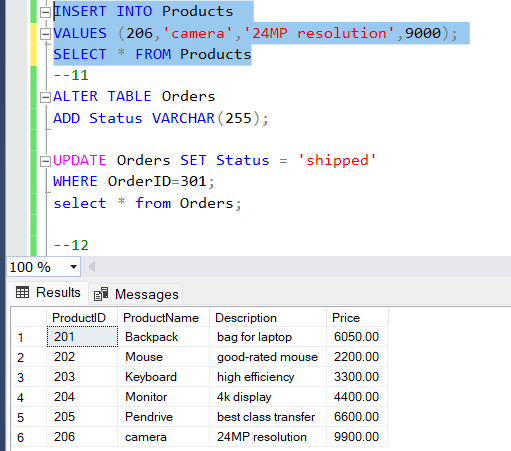 INSERT INTO Products
VALUES (206,'camera','24MP resolution',9000);
SELECT * FROM Products
--11
ALTER TABLE Orders
ADD Status VARCHAR(255);
UPDATE Orders SET Status = 'shipped'
WHERE OrderID=301;
select * from Orders;
--12
100 %
Results Messages
ProductID ProductName Description Price
1 201 Backpack bag for laptop 6050.00
2 202 Mouse good-rated mouse 2200.00
3 203 Keyboard high efficiency 3300.00
4 204 Monitor 4k display 4400.00
5 205 Pendrive best class transfer 6600.00
6 206 camera 24MP resolution 9900.00